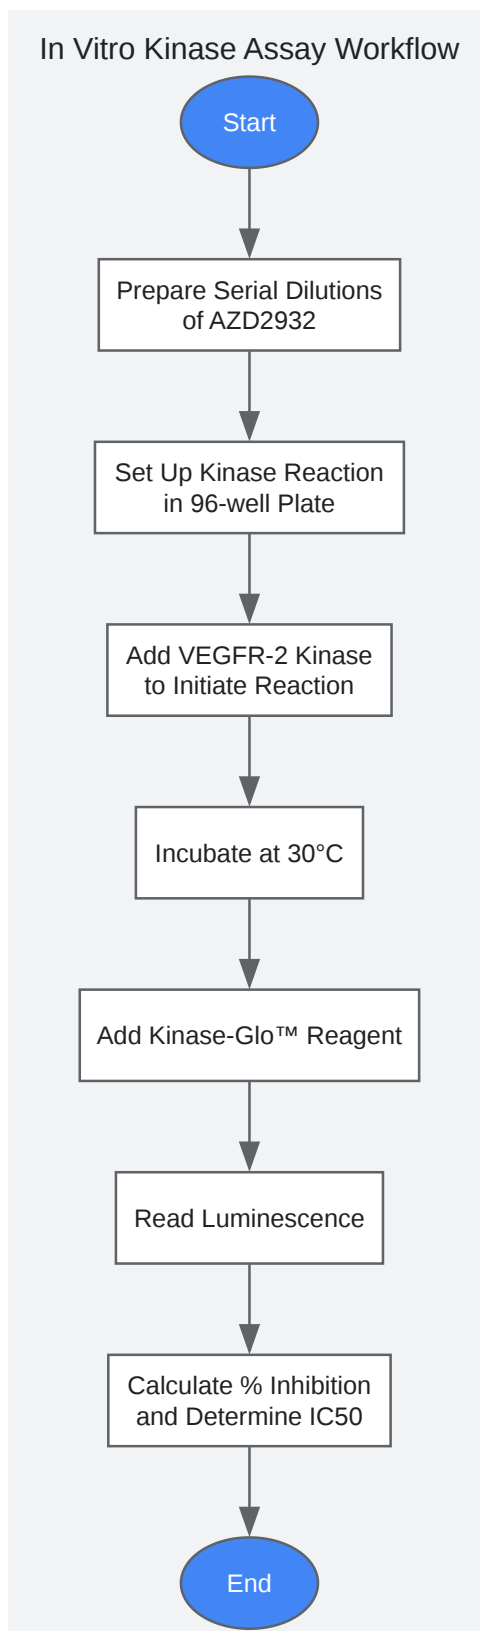 In Vitro Kinase Assay Workflow
Start
Prepare Serial Dilutions
of AZD2932
Set Up Kinase Reaction
in 96-well Plate
Add VEGFR-2 Kinase
to Initiate Reaction
Incubate at 30°C
Add Kinase-Glo™ Reagent
Read Luminescence
Calculate % Inhibition
and Determine IC50
End